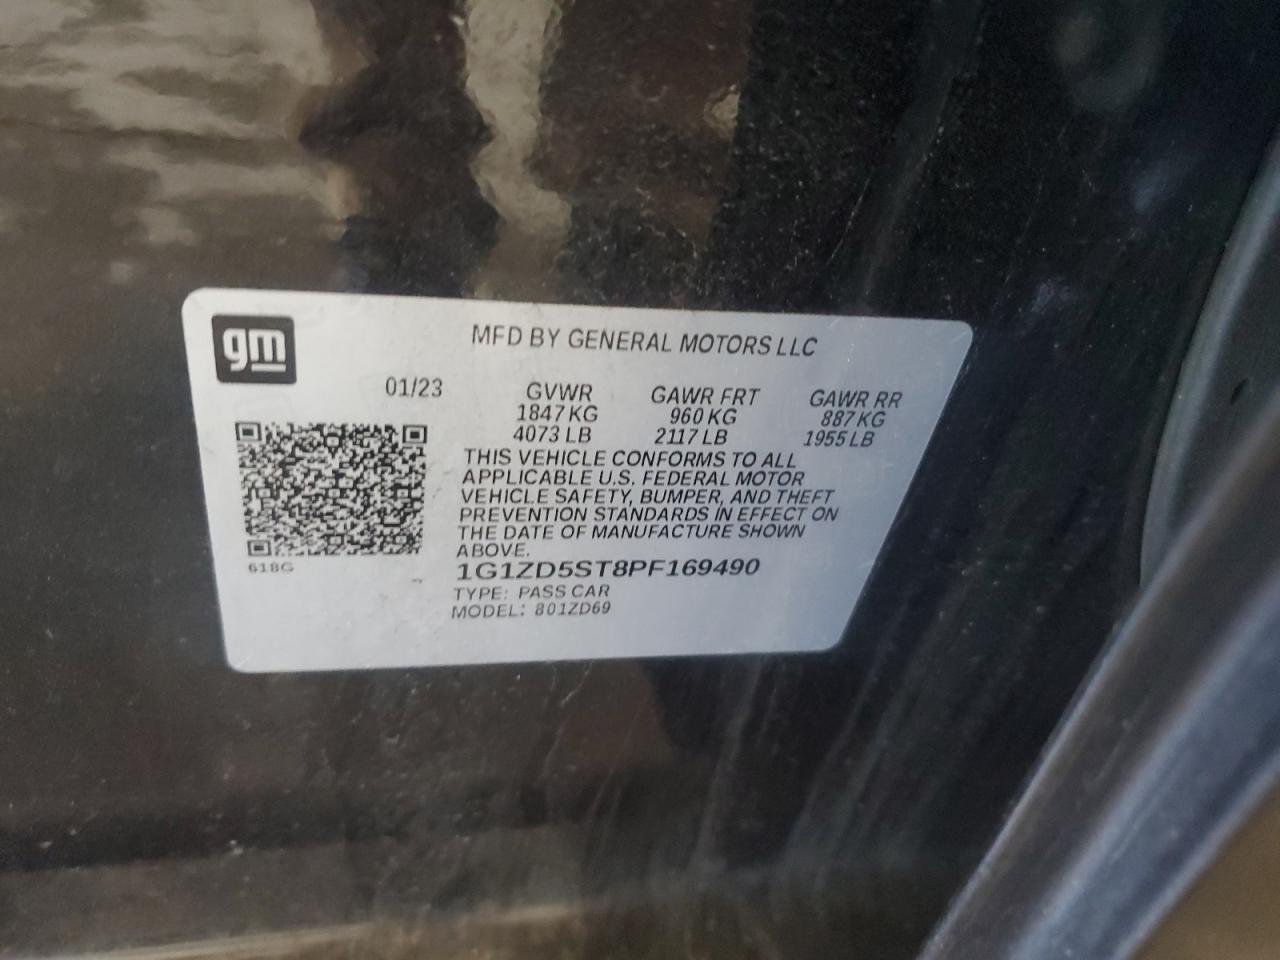 gm
MFD BY GENERAL MOTORS LLC
01/23 GVWR GAWR FRT GAWR RR
1847 KG 960 KG 887 KG
4073 LB 2117 LB 1955 LB
THIS VEHICLE CONFORMS TO ALL
APPLICABLE U.S. FEDERAL MOTOR
VEHICLE SAFETY, BUMPER, AND THEFT
PREVENTION STANDARDS IN EFFECT ON
THE DATE OF MANUFACTURE SHOWN
ABOVE.
618G
1G1ZD5ST8PF169490
TYPE: PASS CAR
MODEL: 801ZD69